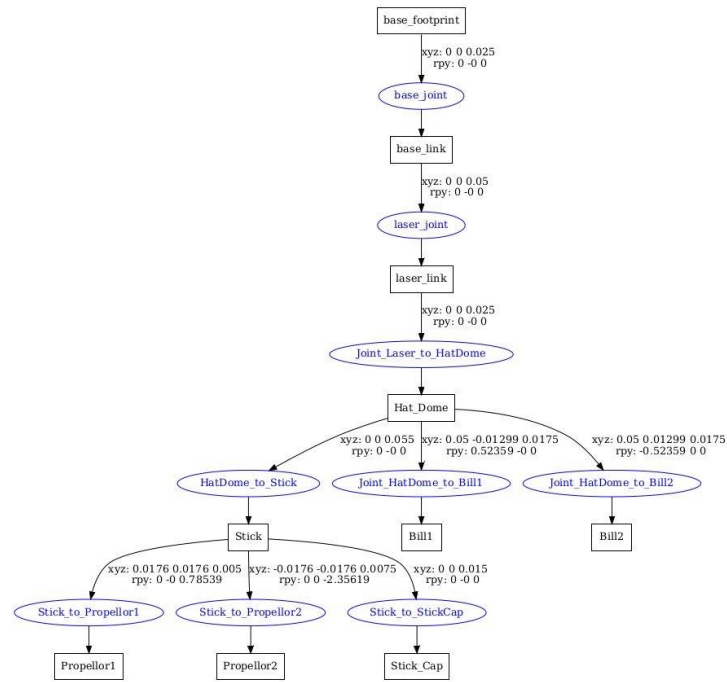 base_footprint
xyz: 0 0 0.025
rpy: 0 -0 0
base_joint
base_link
xyz: 0 0 0.05
rpy: 0 -0 0
laser_joint
laser_link
xyz: 0 0 0.025
rpy: 0 -0 0
Joint_Laser_to_HatDome
Hat_Dome
xyz: 0 0 0.055
rpy: 0 -0 0
xyz: 0.05 -0.01299 0.0175
rpy: 0.52359 -0 0
xyz: 0.05 0.01299 0.0175
rpy: -0.52359 0 0
HatDome_to_Stick
Joint_HatDome_to_Bill1
Joint_HatDome_to_Bill2
Stick
Bill1
Bill2
xyz: 0.0176 0.0176 0.005
rpy: 0 -0 0.78539
xyz: -0.0176 -0.0176 0.0075
rpy: 0 0 -2.35619
xyz: 0 0 0.015
rpy: 0 -0 0
Stick_to_Propellor1
Stick_to_Propellor2
Stick_to_StickCap
Propellor1
Propellor2
Stick_Cap